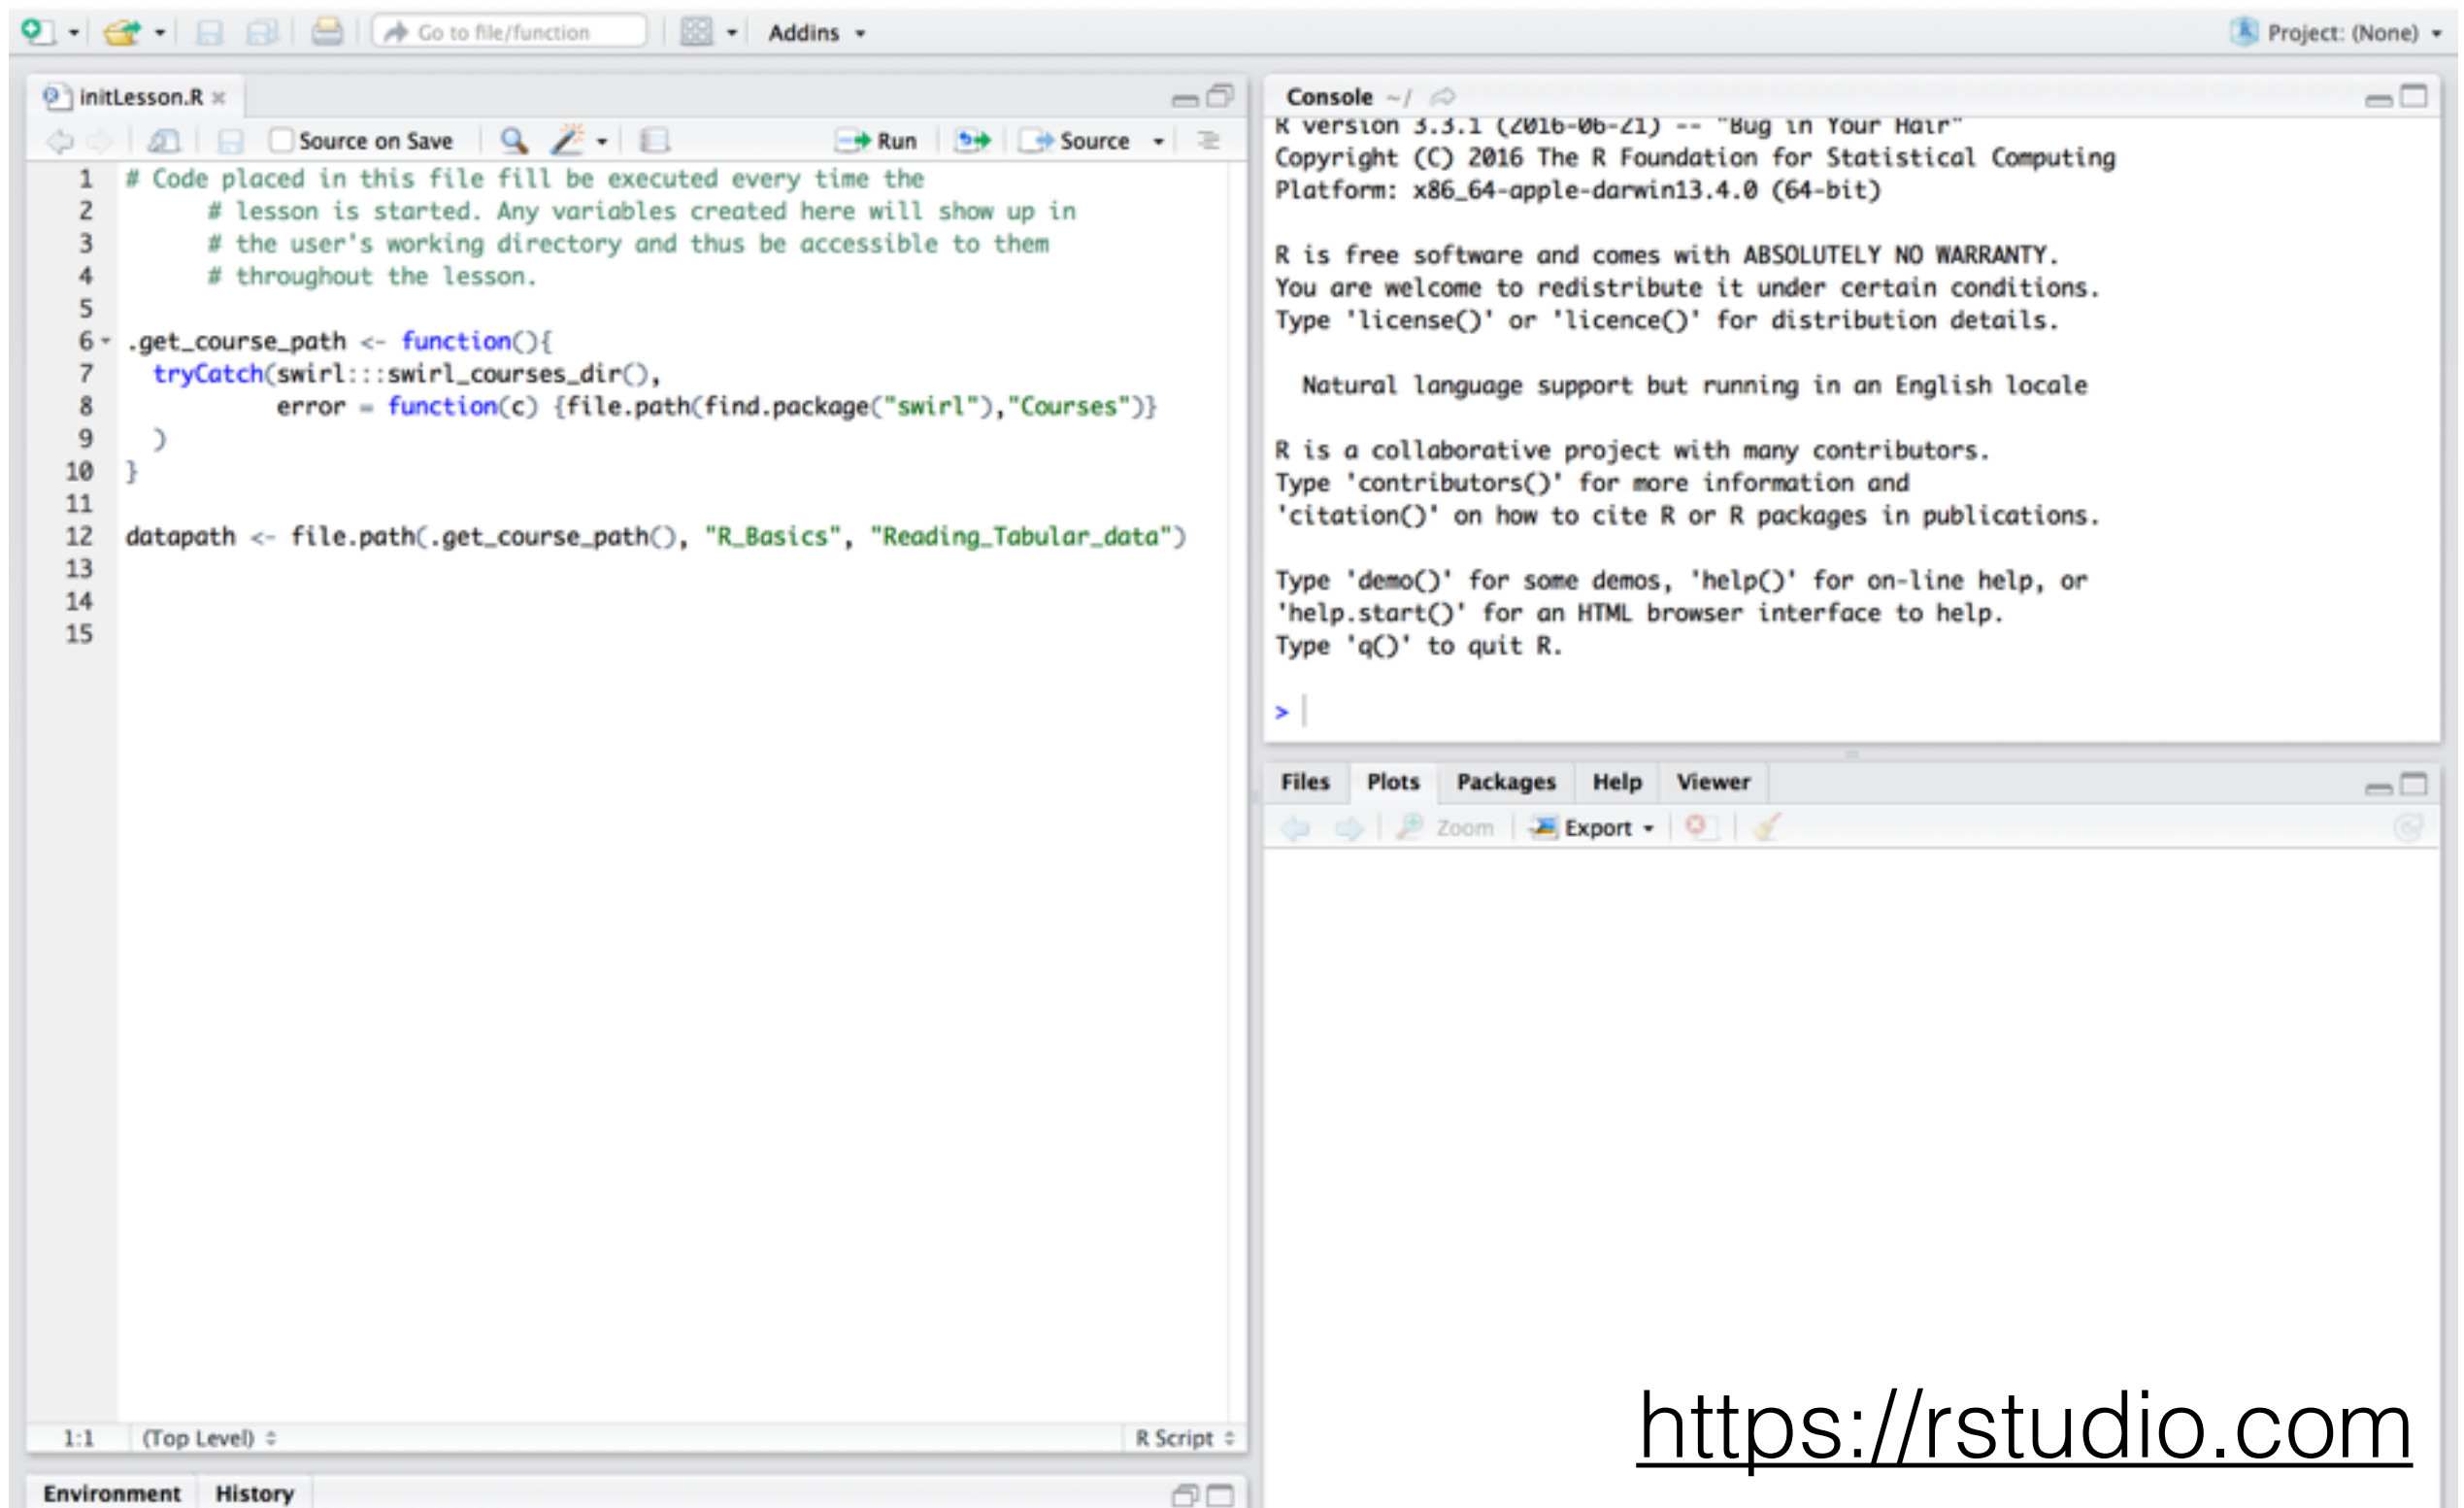 Go to file/function
Addins
Project: (None)
initLesson.R
Source on Save
Run
Source
1 # Code placed in this file fill be executed every time the
2 # lesson is started. Any variables created here will show up in
3 # the user's working directory and thus be accessible to them
4 # throughout the lesson.
5
6 .get_course_path <- function(){
7 tryCatch(swirl:::swirl_courses_dir(),
8 error = function(c) {file.path(find.package("swirl"),"Courses")}
9 )
10 }
11
12 datapath <- file.path(.get_course_path(), "R_Basics", "Reading_Tabular_data")
13
14
15
1:1 (Top Level) R Script
Environment History
Console ~/
R version 3.3.1 (2016-06-21) -- "Bug in Your Hair"
Copyright (C) 2016 The R Foundation for Statistical Computing
Platform: x86_64-apple-darwin13.4.0 (64-bit)
R is free software and comes with ABSOLUTELY NO WARRANTY.
You are welcome to redistribute it under certain conditions.
Type 'license()' or 'licence()' for distribution details.
Natural language support but running in an English locale
R is a collaborative project with many contributors.
Type 'contributors()' for more information and
'citation()' on how to cite R or R packages in publications.
Type 'demo()' for some demos, 'help()' for on-line help, or
'help.start()' for an HTML browser interface to help.
Type 'q()' to quit R.
>
Files Plots Packages Help Viewer
Zoom Export
https://rstudio.com